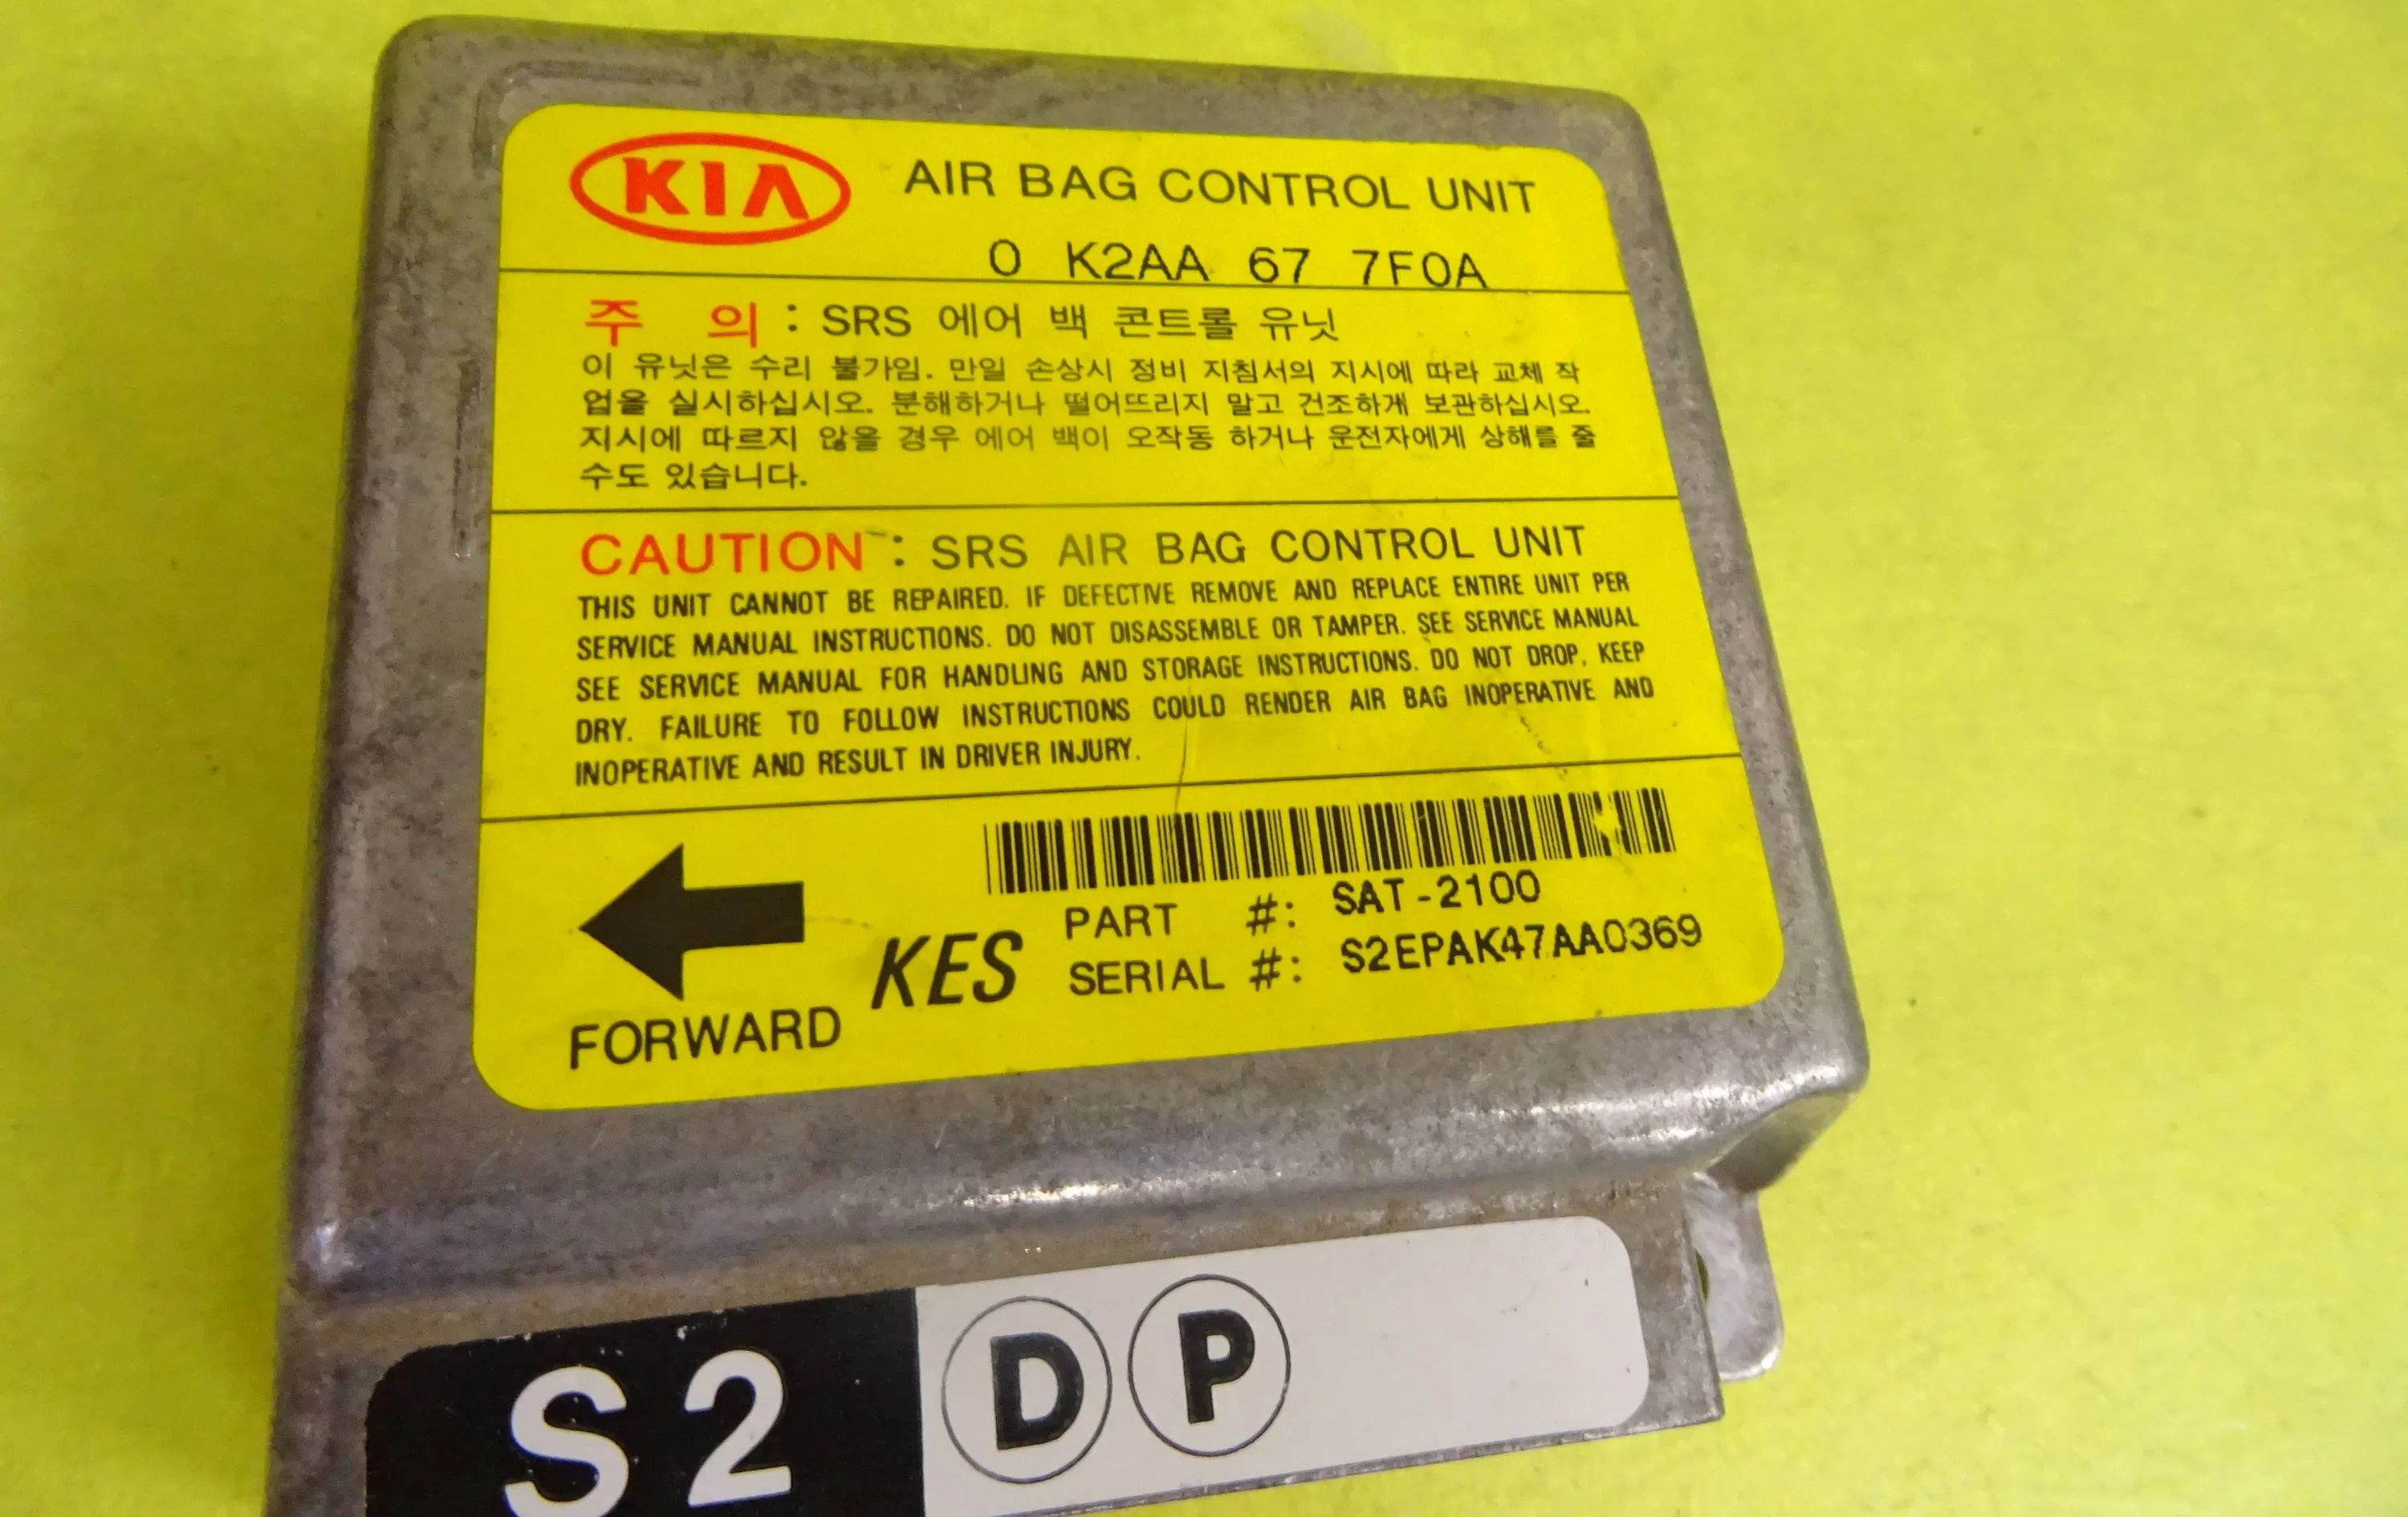 KIA AIR BAG CONTROL UNIT
0 K2AA 67 7F0A
주 의 : SRS 에어 백 콘트롤 유닛
이 유닛은 수리 불가임. 만일 손상시 정비 지침서의 지시에 따라 교체 작
업을 실시하십시오. 분해하거나 떨어뜨리지 말고 건조하게 보관하십시오.
지시에 따르지 않을 경우 에어 백이 오작동 하거나 운전자에게 상해를 줄
수도 있습니다.
CAUTION : SRS AIR BAG CONTROL UNIT
THIS UNIT CANNOT BE REPAIRED. IF DEFECTIVE REMOVE AND REPLACE ENTIRE UNIT PER
SERVICE MANUAL INSTRUCTIONS. DO NOT DISASSEMBLE OR TAMPER. SEE SERVICE MANUAL
SEE SERVICE MANUAL FOR HANDLING AND STORAGE INSTRUCTIONS. DO NOT DROP, KEEP
DRY. FAILURE TO FOLLOW INSTRUCTIONS COULD RENDER AIR BAG INOPERATIVE AND
INOPERATIVE AND RESULT IN DRIVER INJURY.
PART #: SAT-2100
KES SERIAL #: S2EPAK47AA0369
FORWARD
S2 D P